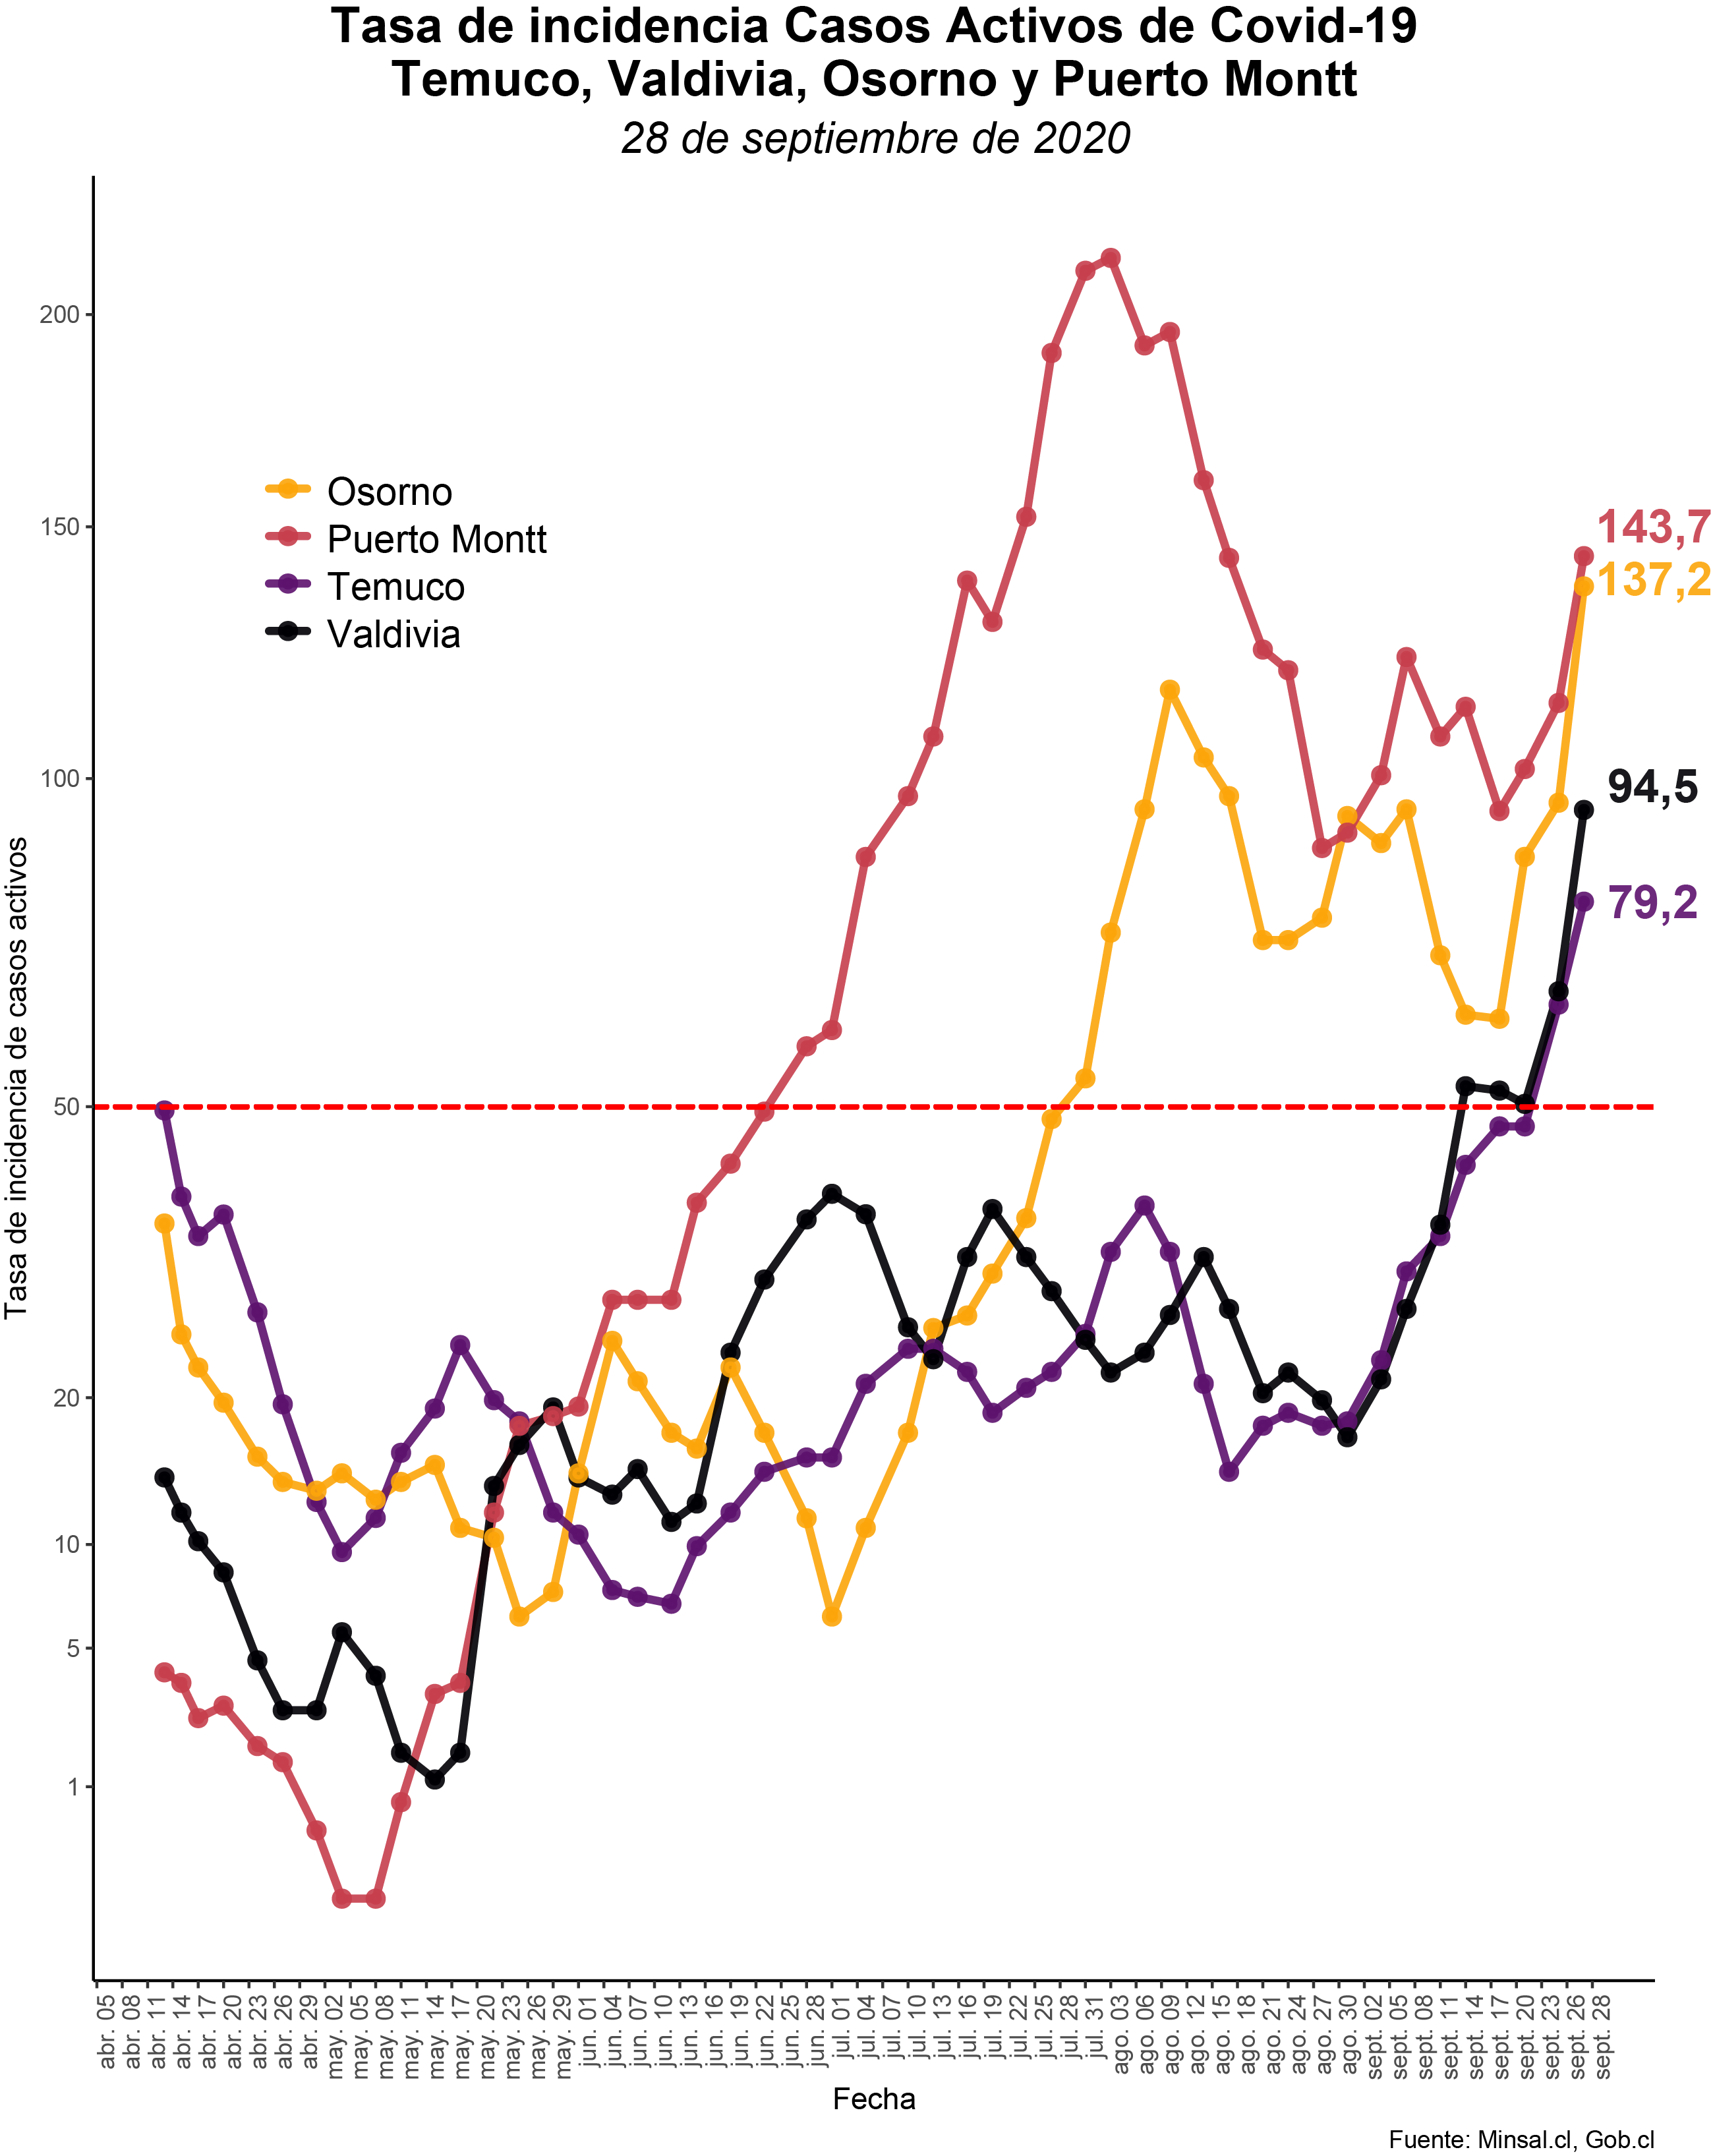 Tasa de incidencia Casos Activos de Covid-19
Temuco, Valdivia, Osorno y Puerto Montt
28 de septiembre de 2020
Tasa de incidencia de casos activos
200
150
100
50
20
10
5
1
Osorno
Puerto Montt
Temuco
Valdivia
143,7
137,2
94,5
79,2
abr. 05
abr. 08
abr. 11
abr. 14
abr. 17
abr. 20
abr. 23
abr. 26
abr. 29
may. 02
may. 05
may. 08
may. 11
may. 14
may. 17
may. 20
may. 23
may. 26
may. 29
jun. 01
jun. 04
jun. 07
jun. 10
jun. 13
jun. 16
jun. 19
jun. 22
jun. 25
jun. 28
jul. 01
jul. 04
jul. 07
jul. 10
jul. 13
jul. 16
jul. 19
jul. 22
jul. 25
jul. 28
jul. 31
ago. 03
ago. 06
ago. 09
ago. 12
ago. 15
ago. 18
ago. 21
ago. 24
ago. 27
ago. 30
sept. 02
sept. 05
sept. 08
sept. 11
sept. 14
sept. 17
sept. 20
sept. 23
sept. 26
sept. 28
Fecha
Fuente: Minsal.cl, Gob.cl